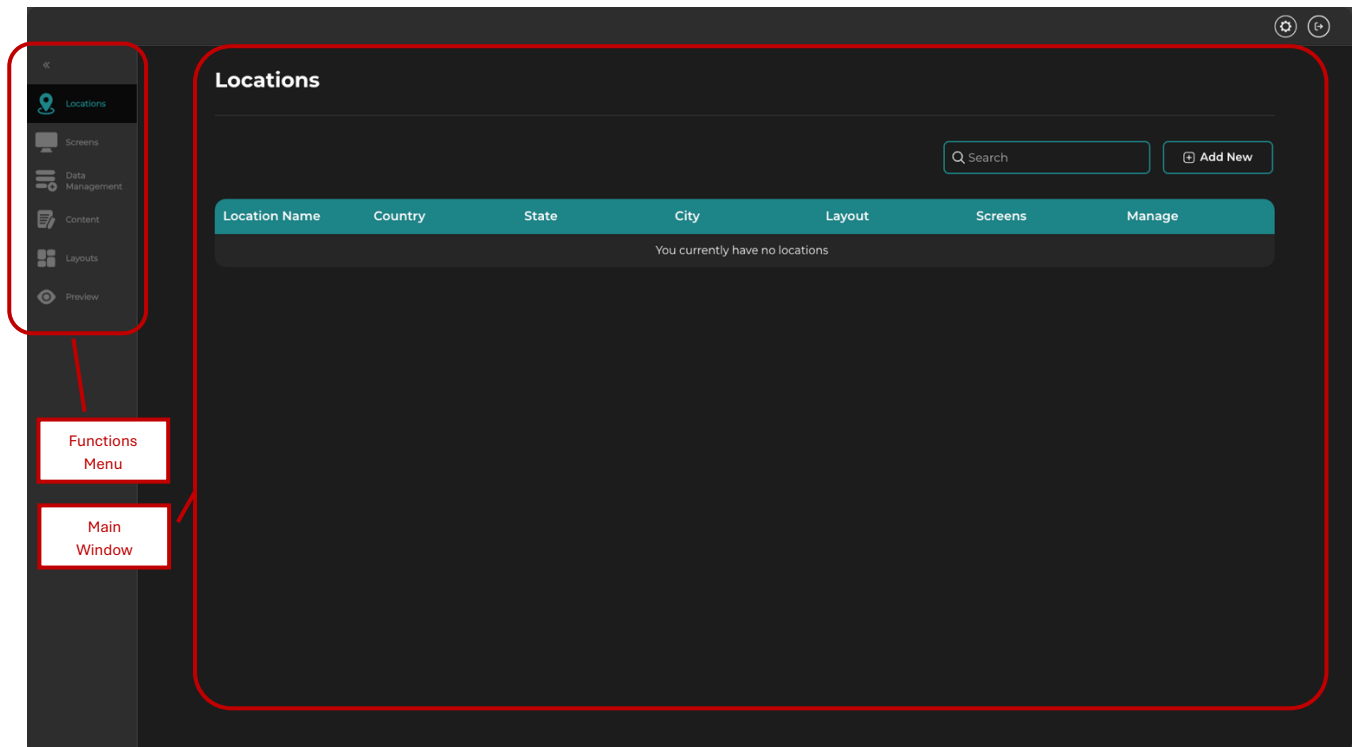 «
Locations
Locations
Search
Add New
Screens
Data
Management
Location Name Country State City Layout Screens Manage
Content
You currently have no locations
Layouts
Preview
Functions
Menu
Main
Window